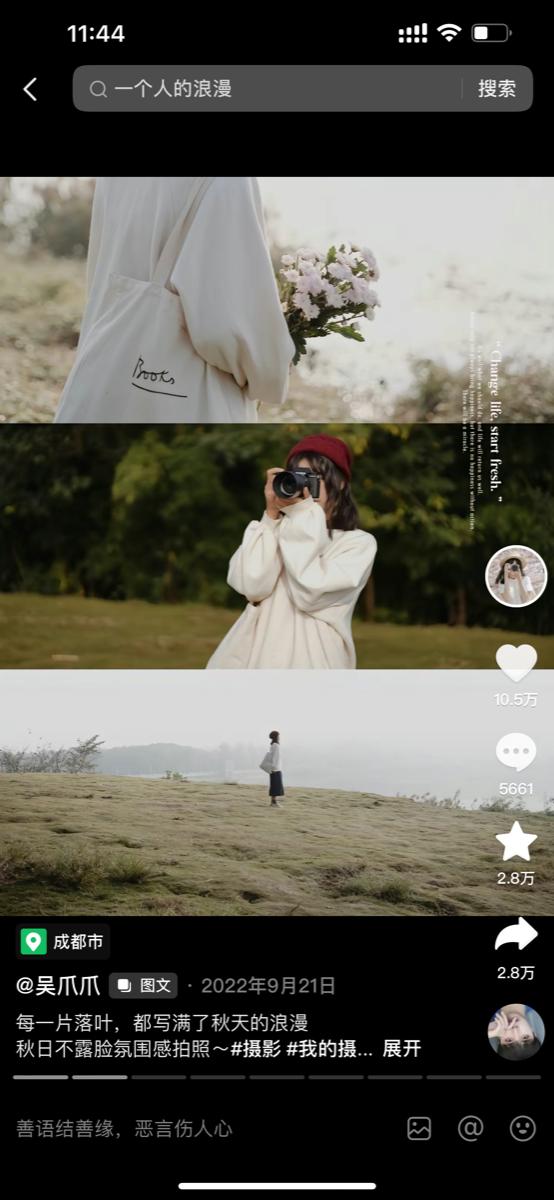 11:44
一个人的浪漫
搜索
Books
“Change life, start fresh. ”
There will be a miracle.
10.5万
5661
2.8万
2.8万
成都市
@吴爪爪 图文 · 2022年9月21日
每一片落叶，都写满了秋天的浪漫
秋日不露脸氛围感拍照～#摄影 #我的摄... 展开
善语结善缘，恶言伤人心